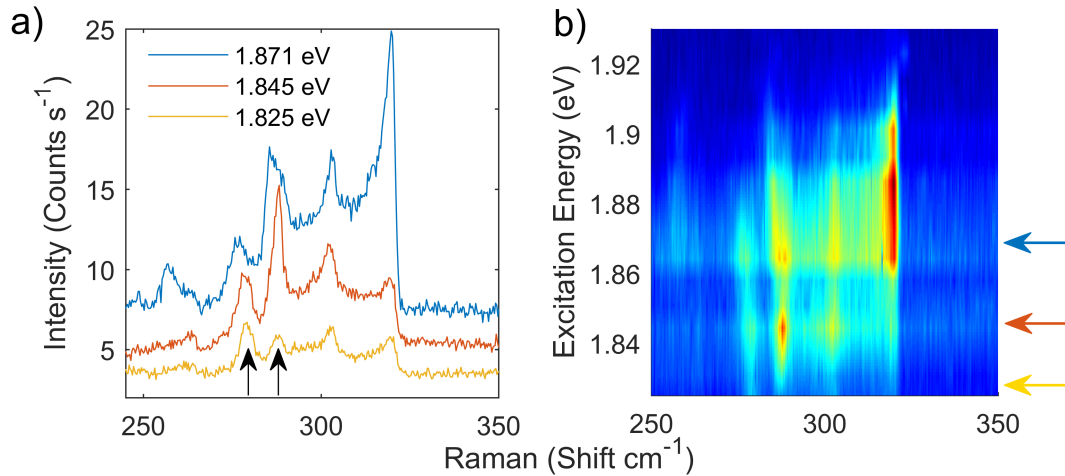 a)
Intensity (Counts s-1)
25
20
15
10
5
1.871 eV
1.845 eV
1.825 eV
250
300
350
b)
Excitation Energy (eV)
1.92
1.9
1.88
1.86
1.84
250
300
350
Raman (Shift cm-1)